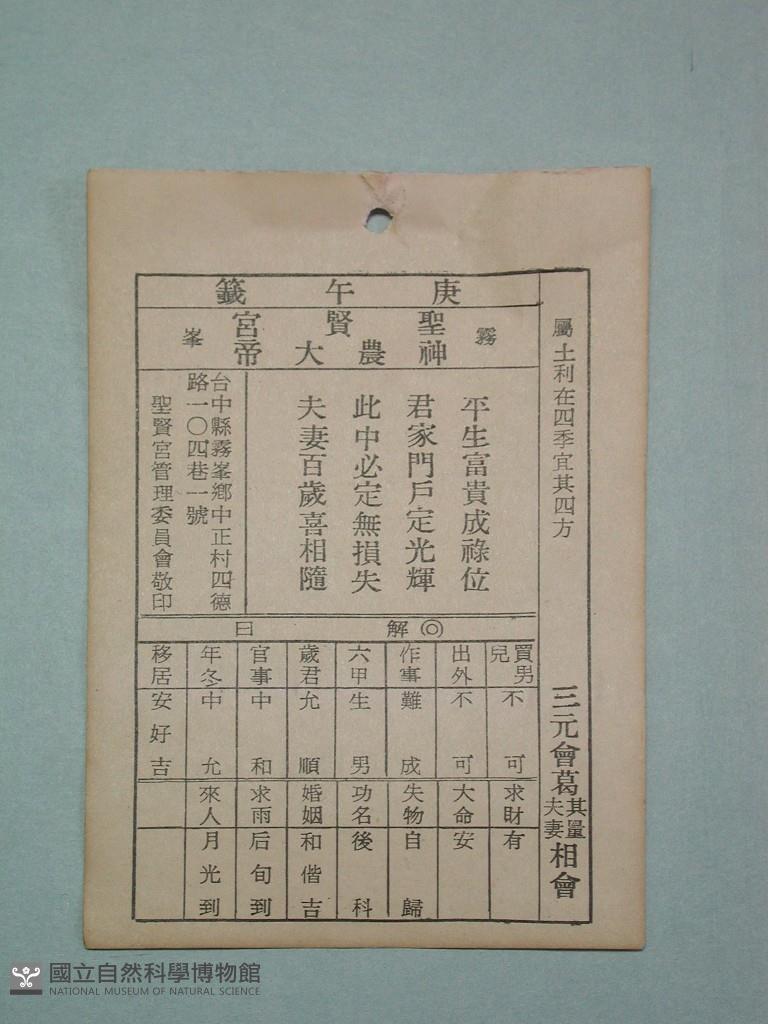 屬土利在四季宜其四方
三元會葛其量夫妻相會
庚午籤
聖賢宮
霧神農大帝峯
平生富貴成祿位
君家門戶定光輝
此中必定無損失
夫妻百歲喜相隨
台中縣霧峯鄉中正村四德
路一〇四巷一號
聖賢宮管理委員會敬印
◎解曰
買男兒 不可
出外 不可
作事 難成
六甲 生男
歲君 允順
官事 中和
年冬 中允
移居 安好吉
求財 有
大命 安
失物 自歸
功名 後科
婚姻 和偕吉
求雨 后旬到
來人 月光到
國立自然科學博物館
NATIONAL MUSEUM OF NATURAL SCIENCE